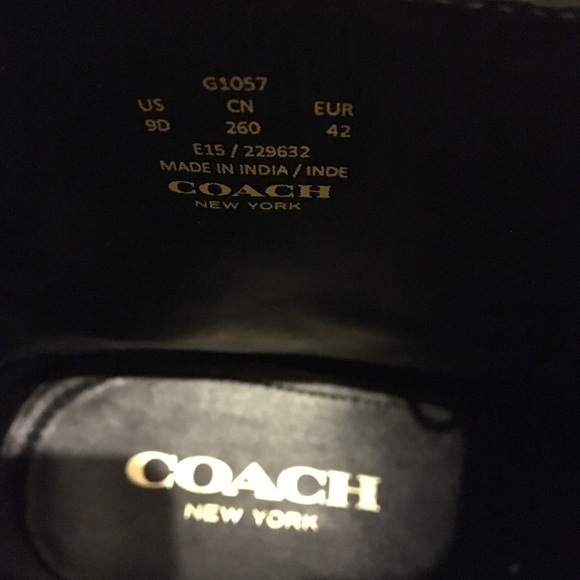 G1057
US CN EUR
9D 260 42
E15 / 229632
MADE IN INDIA / INDE
COACH
NEW YORK
COACH
NEW YORK